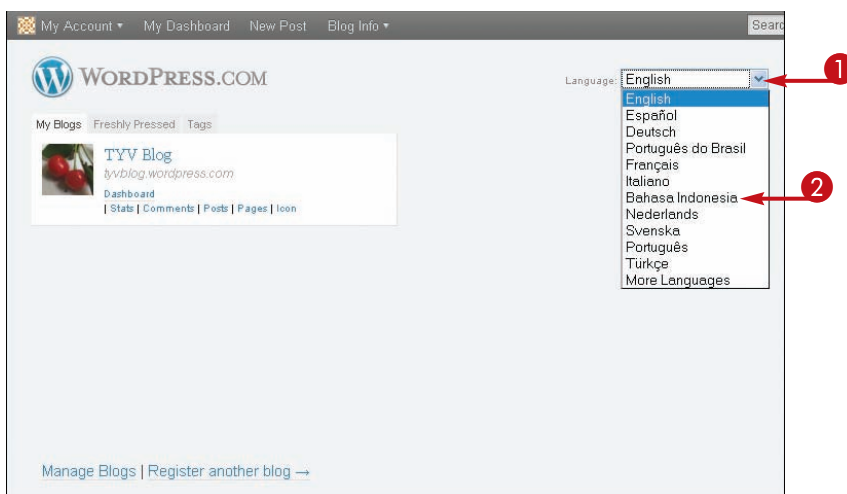 My Account ▾ My Dashboard New Post Blog Info ▾ Searc
WORDPRESS.COM
Language: English
1
English
Español
Deutsch
Português do Brasil
Français
Italiano
Bahasa Indonesia
2
Nederlands
Svenska
Português
Türkçe
More Languages
My Blogs Freshly Pressed Tags
TYV Blog
tyvblog.wordpress.com
Dashboard
| Stats | Comments | Posts | Pages | Icon
Manage Blogs | Register another blog →